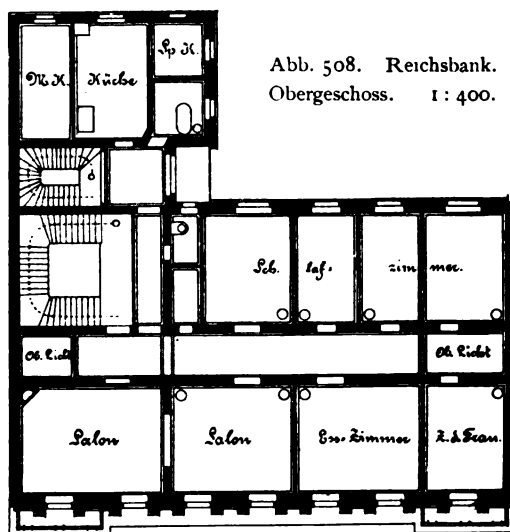 Abb. 508. Reichsbank.
Obergeschoss. 1 : 400.
M. K.
Küche
Sp. K.
Sch. laf- zim mer.
Ob. Licht
Ob. Licht
Salon
Salon
Ess-Zimmer
Z. d. Frau.